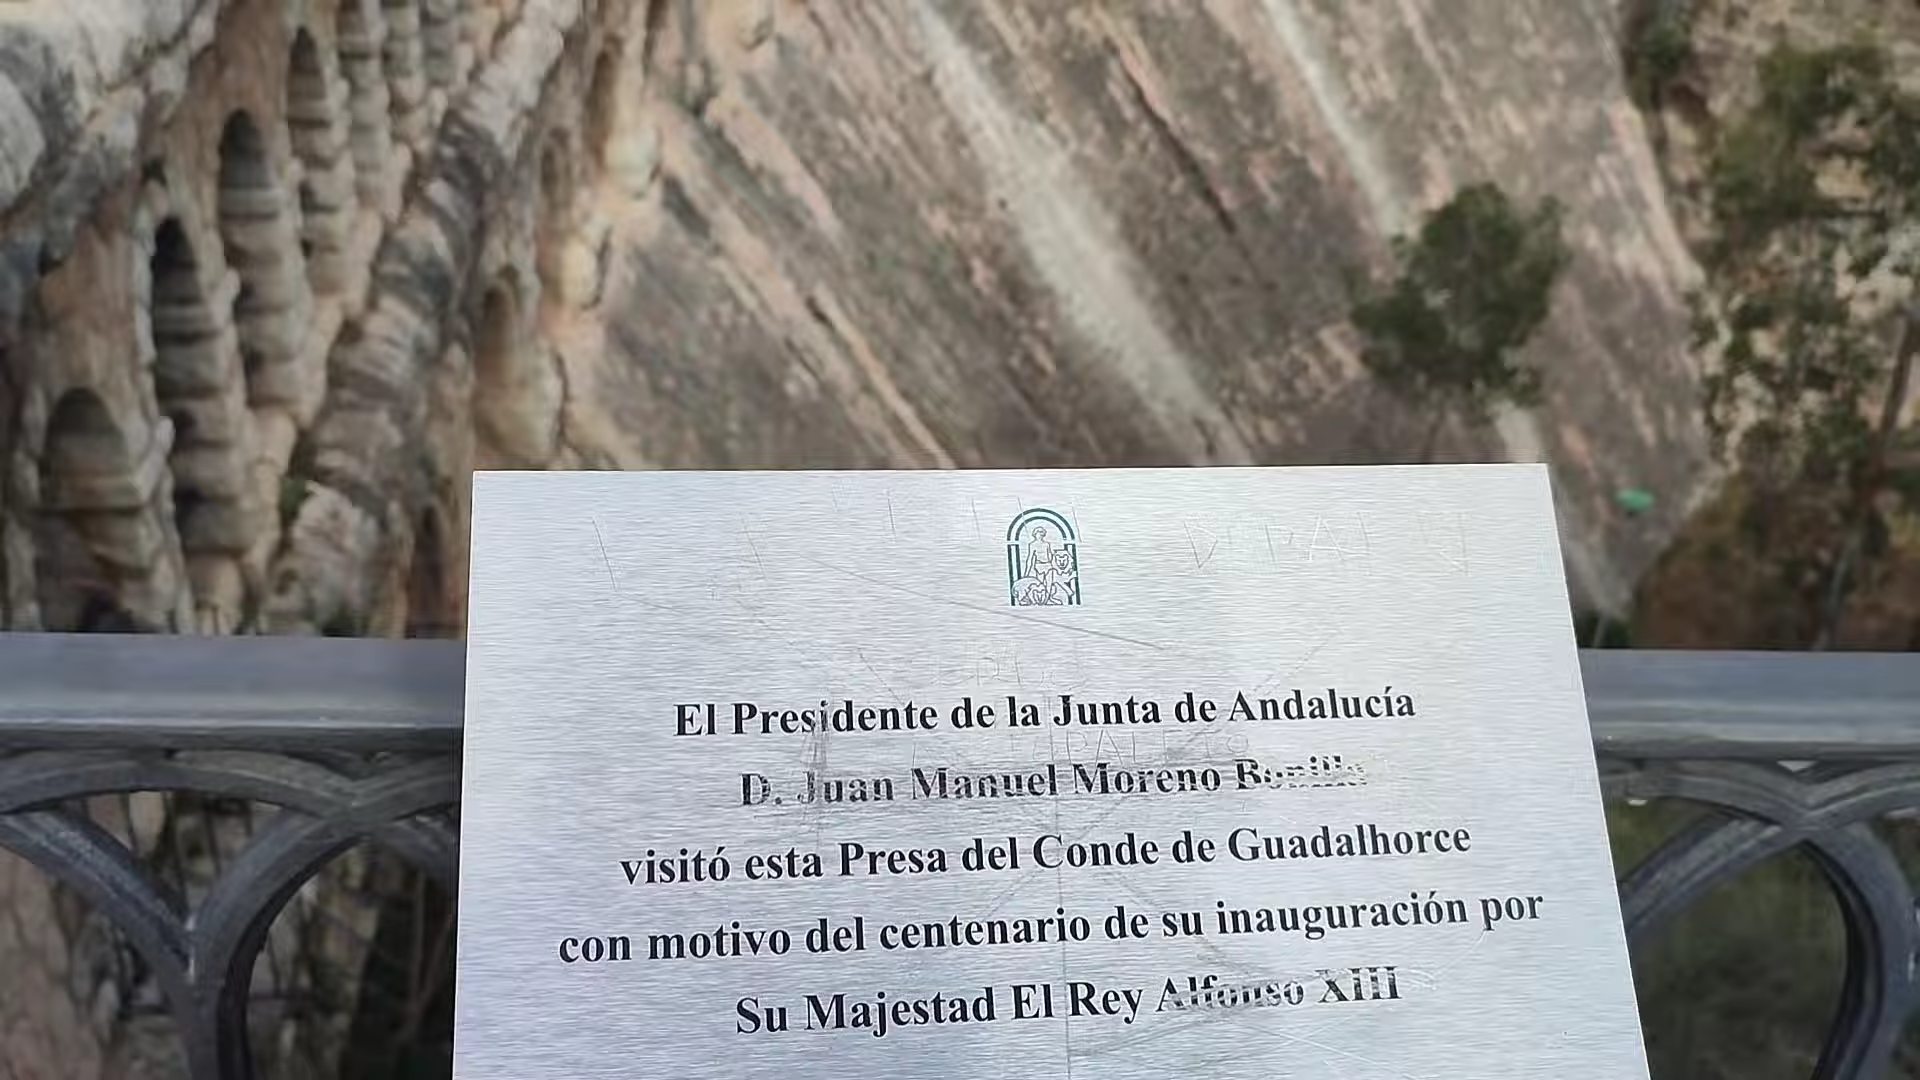 El Presidente de la Junta de Andalucía
D. Juan Manuel Moreno Bonilla
visitó esta Presa del Conde de Guadalhorce
con motivo del centenario de su inauguración por
Su Majestad El Rey Alfonso XIII